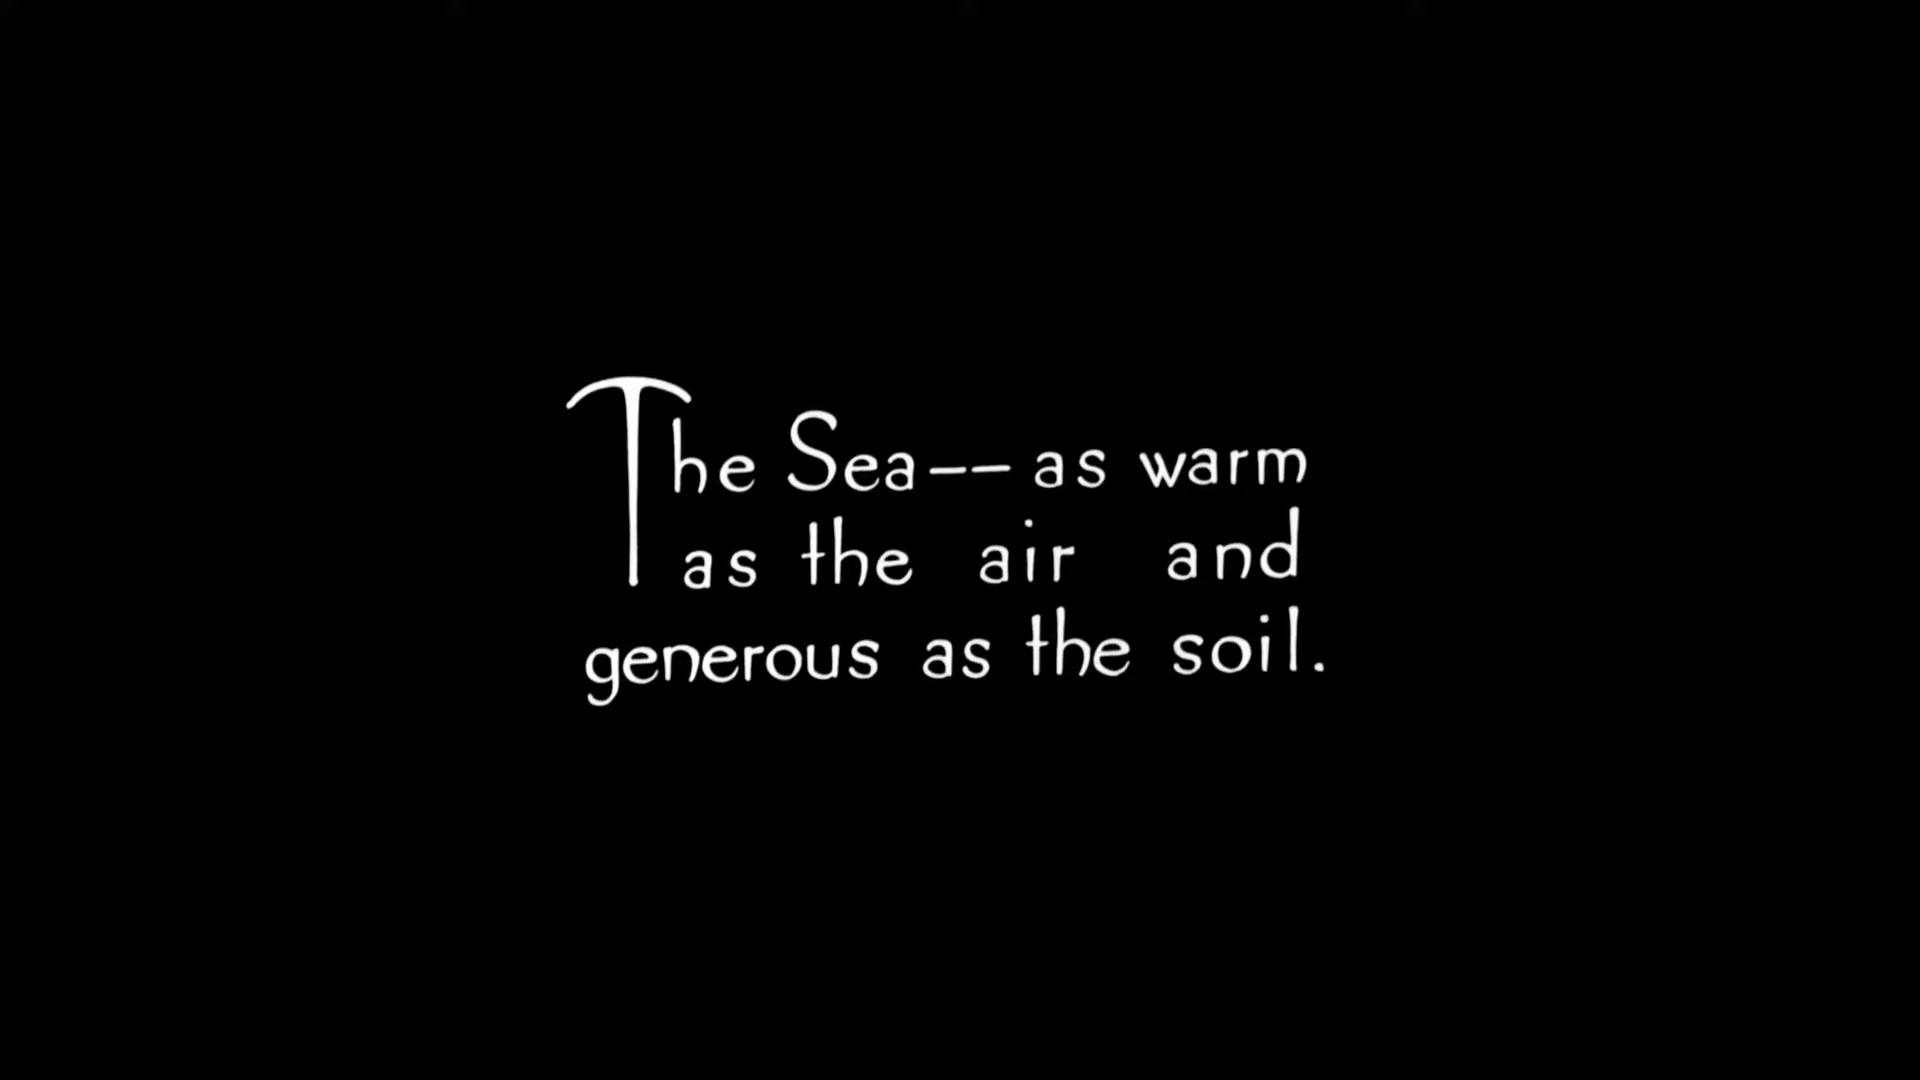 The Sea-- as warm
as the air and
generous as the soil.